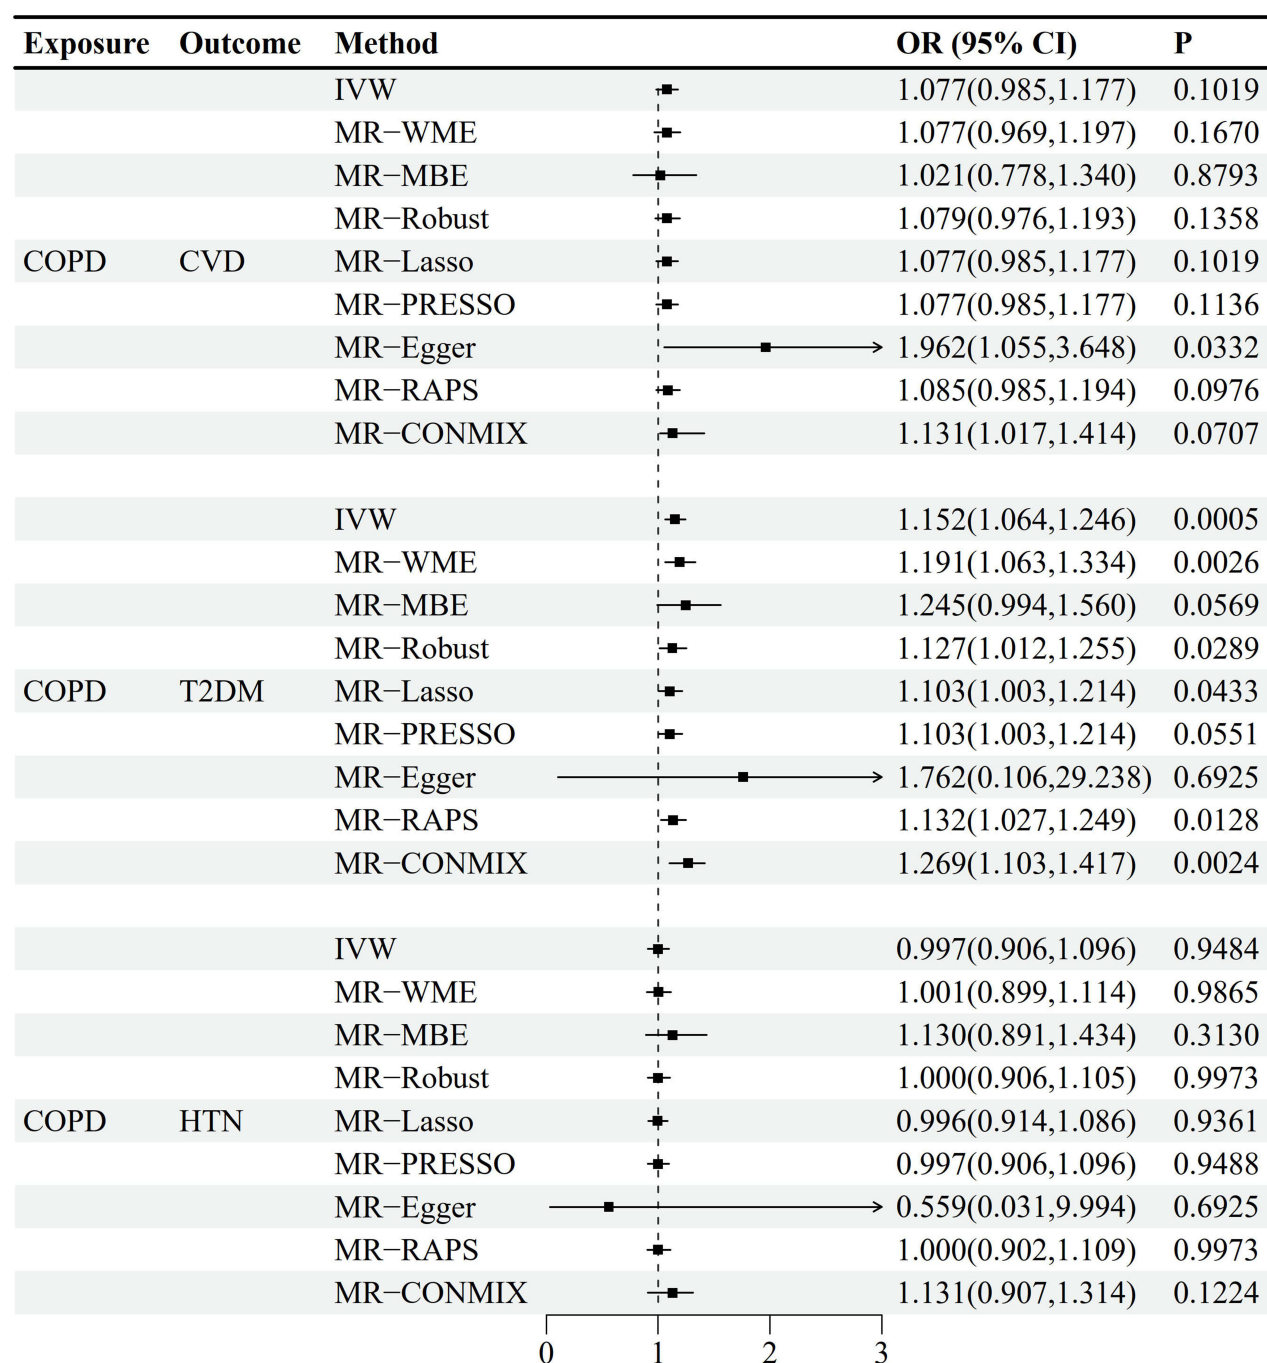 Exposure Outcome Method OR (95% CI) P
IVW 1.077(0.985,1.177) 0.1019
MR−WME 1.077(0.969,1.197) 0.1670
MR−MBE 1.021(0.778,1.340) 0.8793
MR−Robust 1.079(0.976,1.193) 0.1358
COPD CVD MR−Lasso 1.077(0.985,1.177) 0.1019
MR−PRESSO 1.077(0.985,1.177) 0.1136
MR−Egger 1.962(1.055,3.648) 0.0332
MR−RAPS 1.085(0.985,1.194) 0.0976
MR−CONMIX 1.131(1.017,1.414) 0.0707
IVW 1.152(1.064,1.246) 0.0005
MR−WME 1.191(1.063,1.334) 0.0026
MR−MBE 1.245(0.994,1.560) 0.0569
MR−Robust 1.127(1.012,1.255) 0.0289
COPD T2DM MR−Lasso 1.103(1.003,1.214) 0.0433
MR−PRESSO 1.103(1.003,1.214) 0.0551
MR−Egger 1.762(0.106,29.238) 0.6925
MR−RAPS 1.132(1.027,1.249) 0.0128
MR−CONMIX 1.269(1.103,1.417) 0.0024
IVW 0.997(0.906,1.096) 0.9484
MR−WME 1.001(0.899,1.114) 0.9865
MR−MBE 1.130(0.891,1.434) 0.3130
MR−Robust 1.000(0.906,1.105) 0.9973
COPD HTN MR−Lasso 0.996(0.914,1.086) 0.9361
MR−PRESSO 0.997(0.906,1.096) 0.9488
MR−Egger 0.559(0.031,9.994) 0.6925
MR−RAPS 1.000(0.902,1.109) 0.9973
MR−CONMIX 1.131(0.907,1.314) 0.1224
0 1 2 3